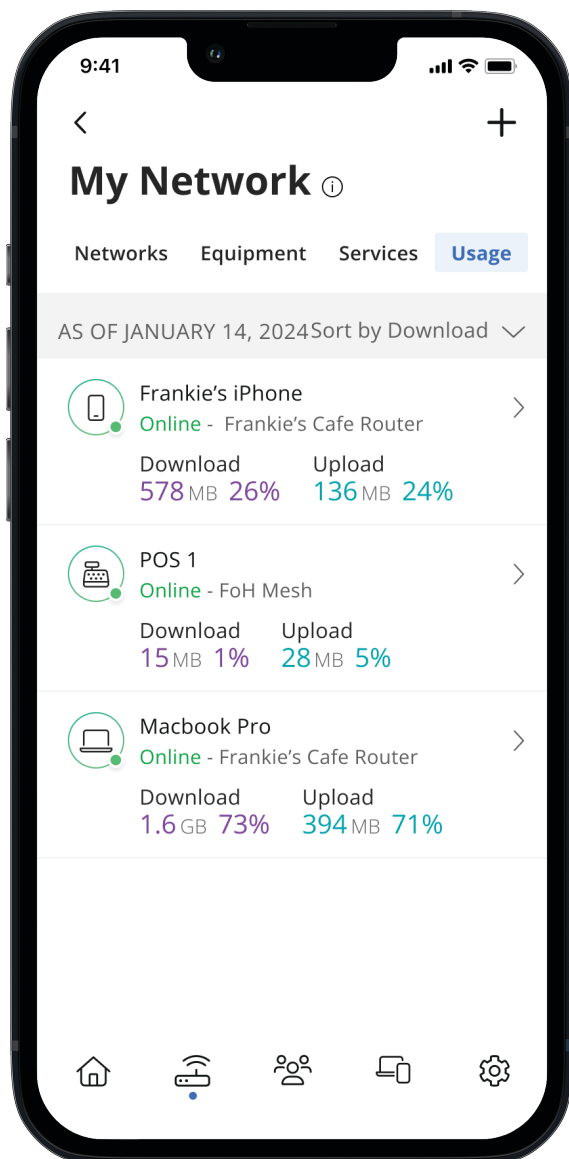 9:41
My Network
Networks Equipment Services Usage
AS OF JANUARY 14, 2024 Sort by Download
Frankie’s iPhone
Online - Frankie’s Cafe Router
Download Upload
578 MB 26% 136 MB 24%
POS 1
Online - FoH Mesh
Download Upload
15 MB 1% 28 MB 5%
Macbook Pro
Online - Frankie’s Cafe Router
Download Upload
1.6 GB 73% 394 MB 71%